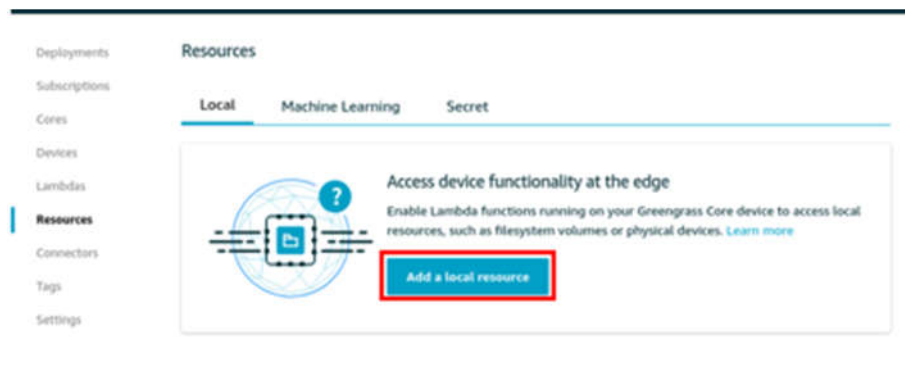 Deployments
Subscriptions
Cores
Devices
Lambdas
Resources
Connectors
Tags
Settings
Resources
Local Machine Learning Secret
?
Access device functionality at the edge
Enable Lambda functions running on your Greengrass Core device to access local
resources, such as filesystem volumes or physical devices. Learn more
Add a local resource